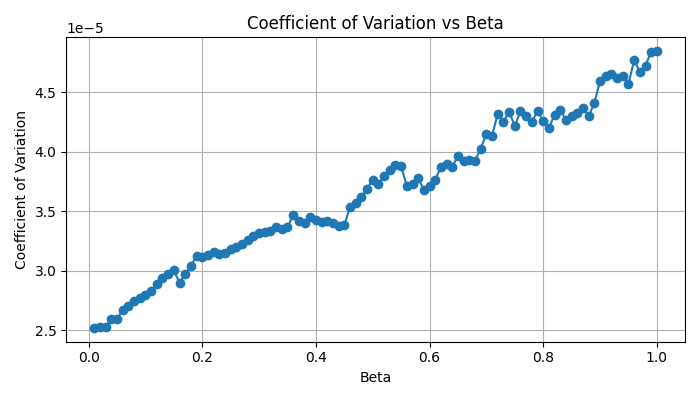 Coefficient of Variation vs Beta
1e−5
4.5
4.0
3.5
3.0
2.5
Coefficient of Variation
0.0 0.2 0.4 0.6 0.8 1.0
Beta